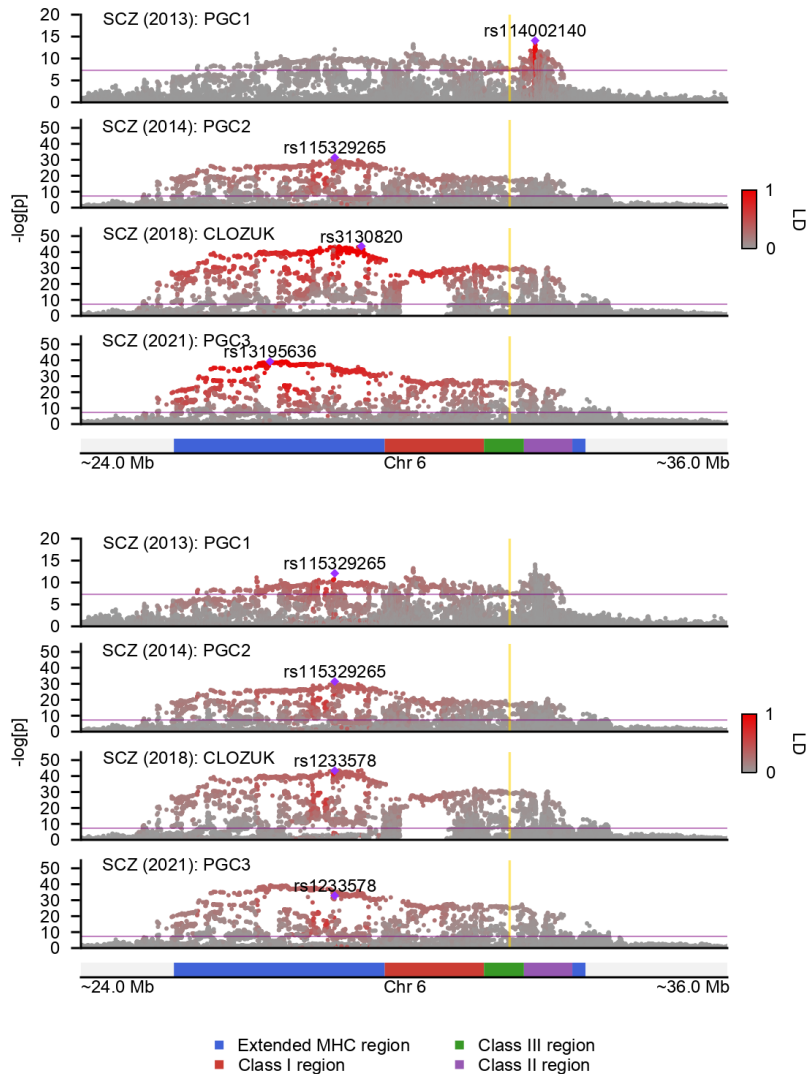 SCZ (2013): PGC1
rs114002140
20
15
10
5
0
SCZ (2014): PGC2
rs115329265
50
40
30
20
10
0
SCZ (2018): CLOZUK
rs3130820
50
40
30
20
10
0
SCZ (2021): PGC3
rs13195636
50
40
30
20
10
0
-log[p]
1
0
LD
~24.0 Mb Chr 6 ~36.0 Mb
SCZ (2013): PGC1
rs115329265
20
15
10
5
0
SCZ (2014): PGC2
rs115329265
50
40
30
20
10
0
SCZ (2018): CLOZUK
rs1233578
50
40
30
20
10
0
SCZ (2021): PGC3
rs1233578
50
40
30
20
10
0
-log[p]
1
0
LD
~24.0 Mb Chr 6 ~36.0 Mb
Extended MHC region Class III region
Class I region Class II region